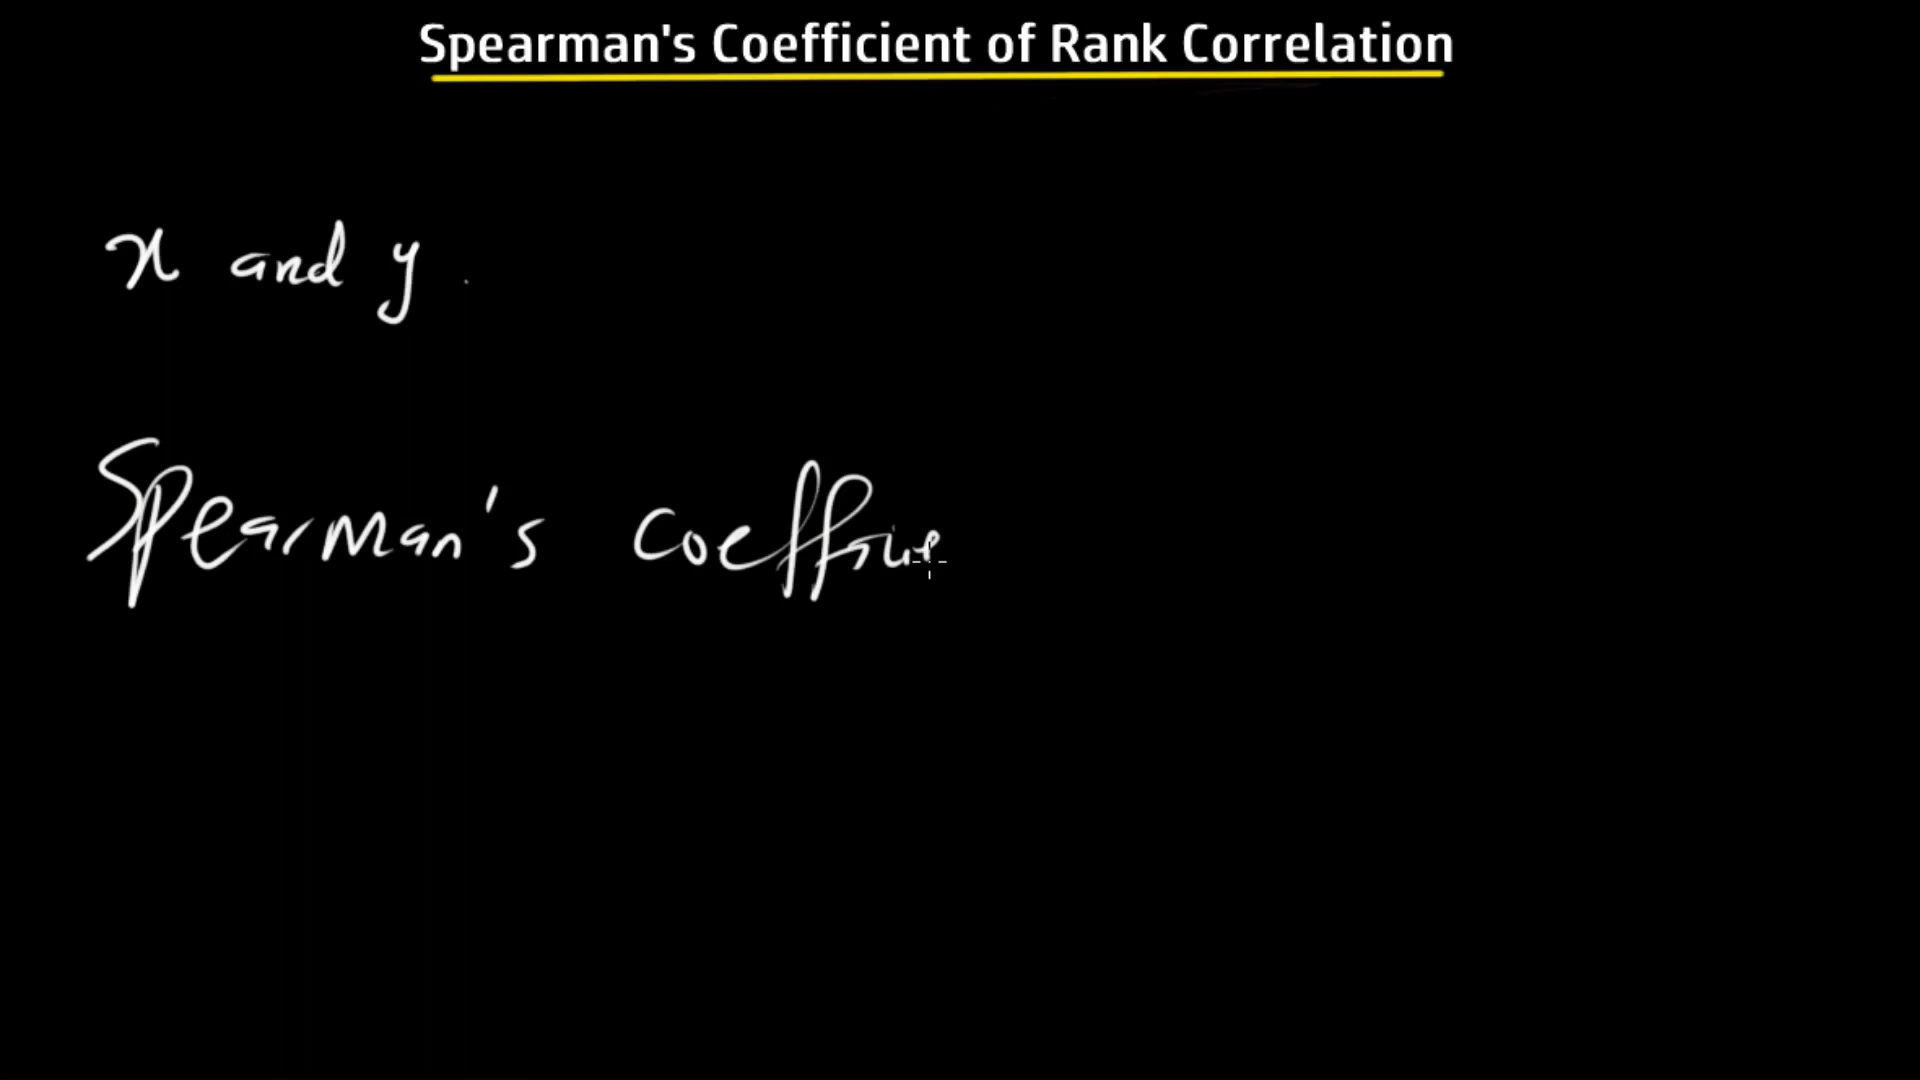 Spearman's Coefficient of Rank Correlation
x and y
Spearman's